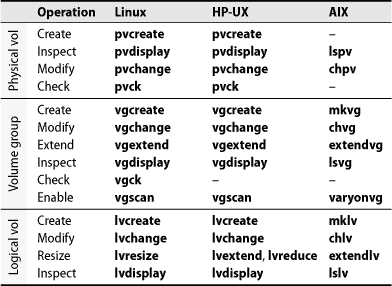 Operation Linux HP-UX AIX
Physical vol
Create pvcreate pvcreate –
Inspect pvdisplay pvdisplay lspv
Modify pvchange pvchange chpv
Check pvck pvck –
Volume group
Create vgcreate vgcreate mkvg
Modify vgchange vgchange chvg
Extend vgextend vgextend extendvg
Inspect vgdisplay vgdisplay lsvg
Check vgck – –
Enable vgscan vgscan varyonvg
Logical vol
Create lvcreate lvcreate mklv
Modify lvchange lvchange chlv
Resize lvresize lvextend, lvreduce extendlv
Inspect lvdisplay lvdisplay lslv